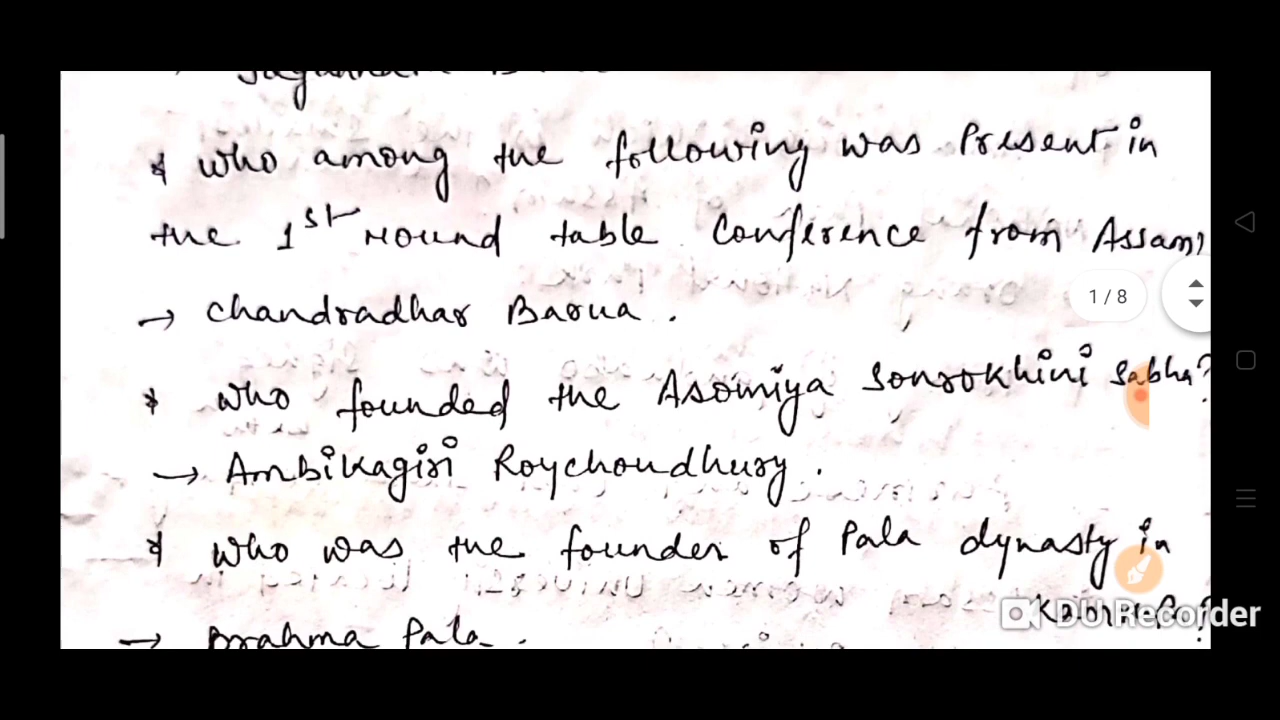 * who among the following was Present in
the 1st round table Conference from Assam?
1/8
→ Chandradhar Barua.
* who founded the Asomiya Sonrokhini Sabha?
→ Ambikagiri Roychoudhury.
* who was the founder of Pala dynasty in
DU Recorder
→ Brahma Pala.